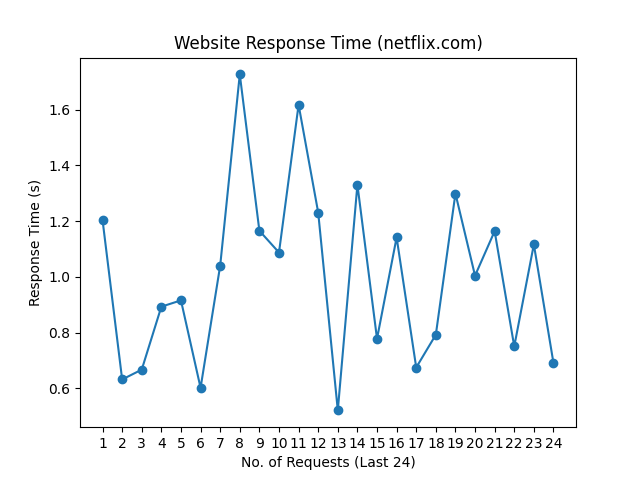 Website Response Time (netflix.com)
Response Time (s)
1.6
1.4
1.2
1.0
0.8
0.6
1 2 3 4 5 6 7 8 9 10 11 12 13 14 15 16 17 18 19 20 21 22 23 24
No. of Requests (Last 24)